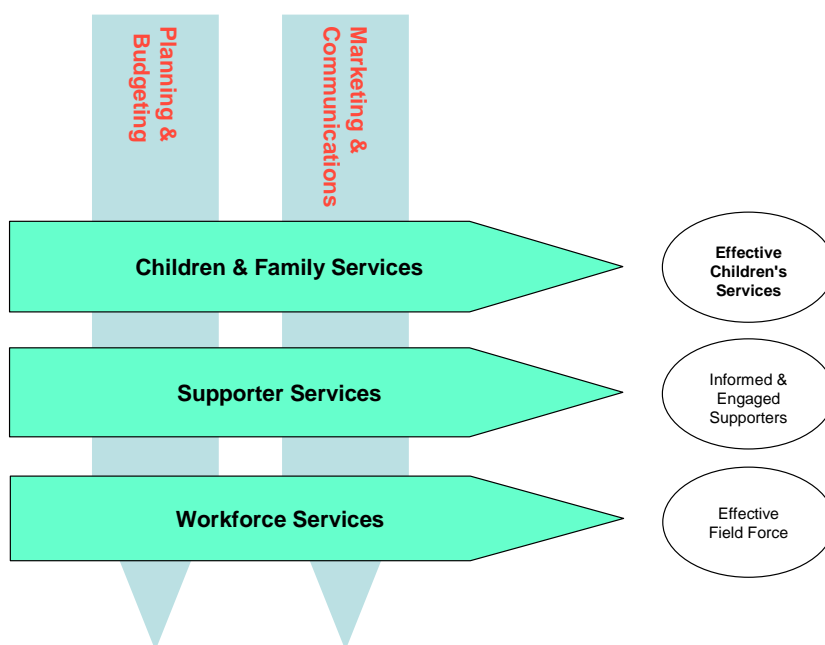 Planning &
Budgeting
Marketing &
Communications
Children & Family Services
Effective
Children's
Services
Supporter Services
Informed &
Engaged
Supporters
Workforce Services
Effective
Field Force